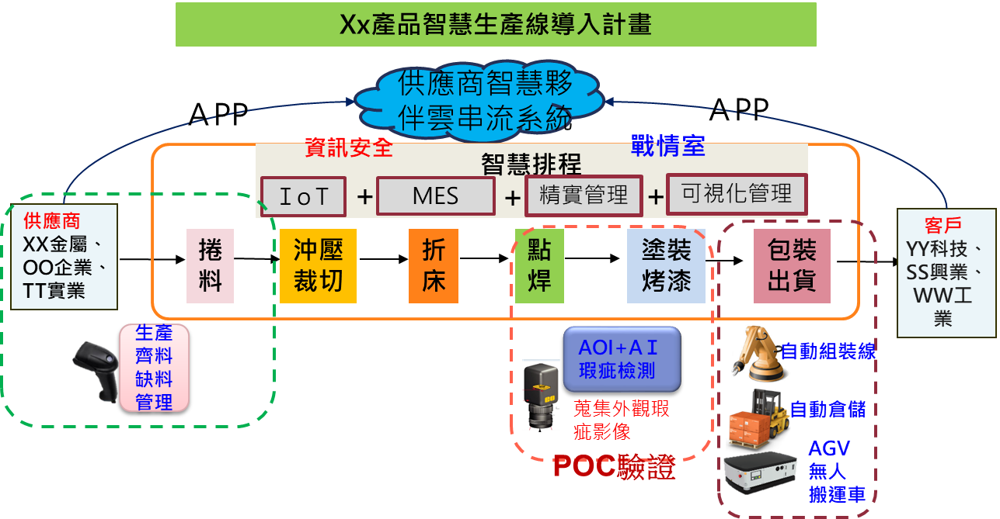 Xx產品智慧生產線導入計畫
供應商智慧夥
伴雲串流系統
APP
APP
資訊安全
戰情室
智慧排程
IoT
+
MES
+
精實管理
+
可視化管理
供應商
XX金屬、
OO企業、
TT實業
捲
料
沖壓
裁切
折
床
點
焊
塗裝
烤漆
包裝
出貨
客戶
YY科技、
SS興業、
WW工
業
生產
齊料
缺料
管理
AOI+AI
瑕疵檢測
蒐集外觀瑕
疵影像
POC驗證
自動組裝線
自動倉儲
AGV
無人
搬運車